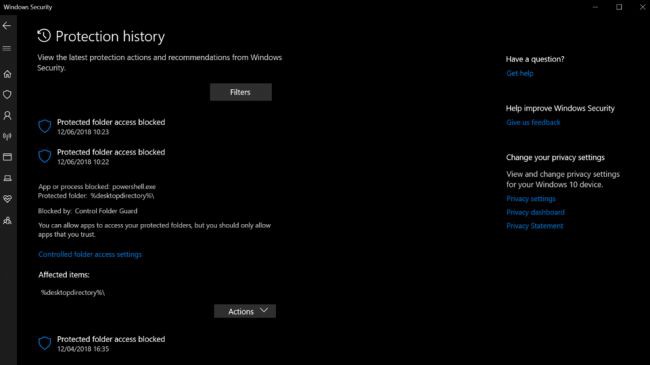 Windows Security
Protection history
View the latest protection actions and recommendations from Windows
Security.
Filters
Protected folder access blocked
12/06/2018 10:23
Protected folder access blocked
12/06/2018 10:22
App or process blocked: powershell.exe
Protected folder: %desktopdirectory%\
Blocked by: Control Folder Guard
You can allow apps to access your protected folders, but you should only allow
apps that you trust.
Controlled folder access settings
Affected items:
%desktopdirectory%\
Actions
Protected folder access blocked
12/04/2018 16:35
Have a question?
Get help
Help improve Windows Security
Give us feedback
Change your privacy settings
View and change privacy settings
for your Windows 10 device.
Privacy settings
Privacy dashboard
Privacy Statement